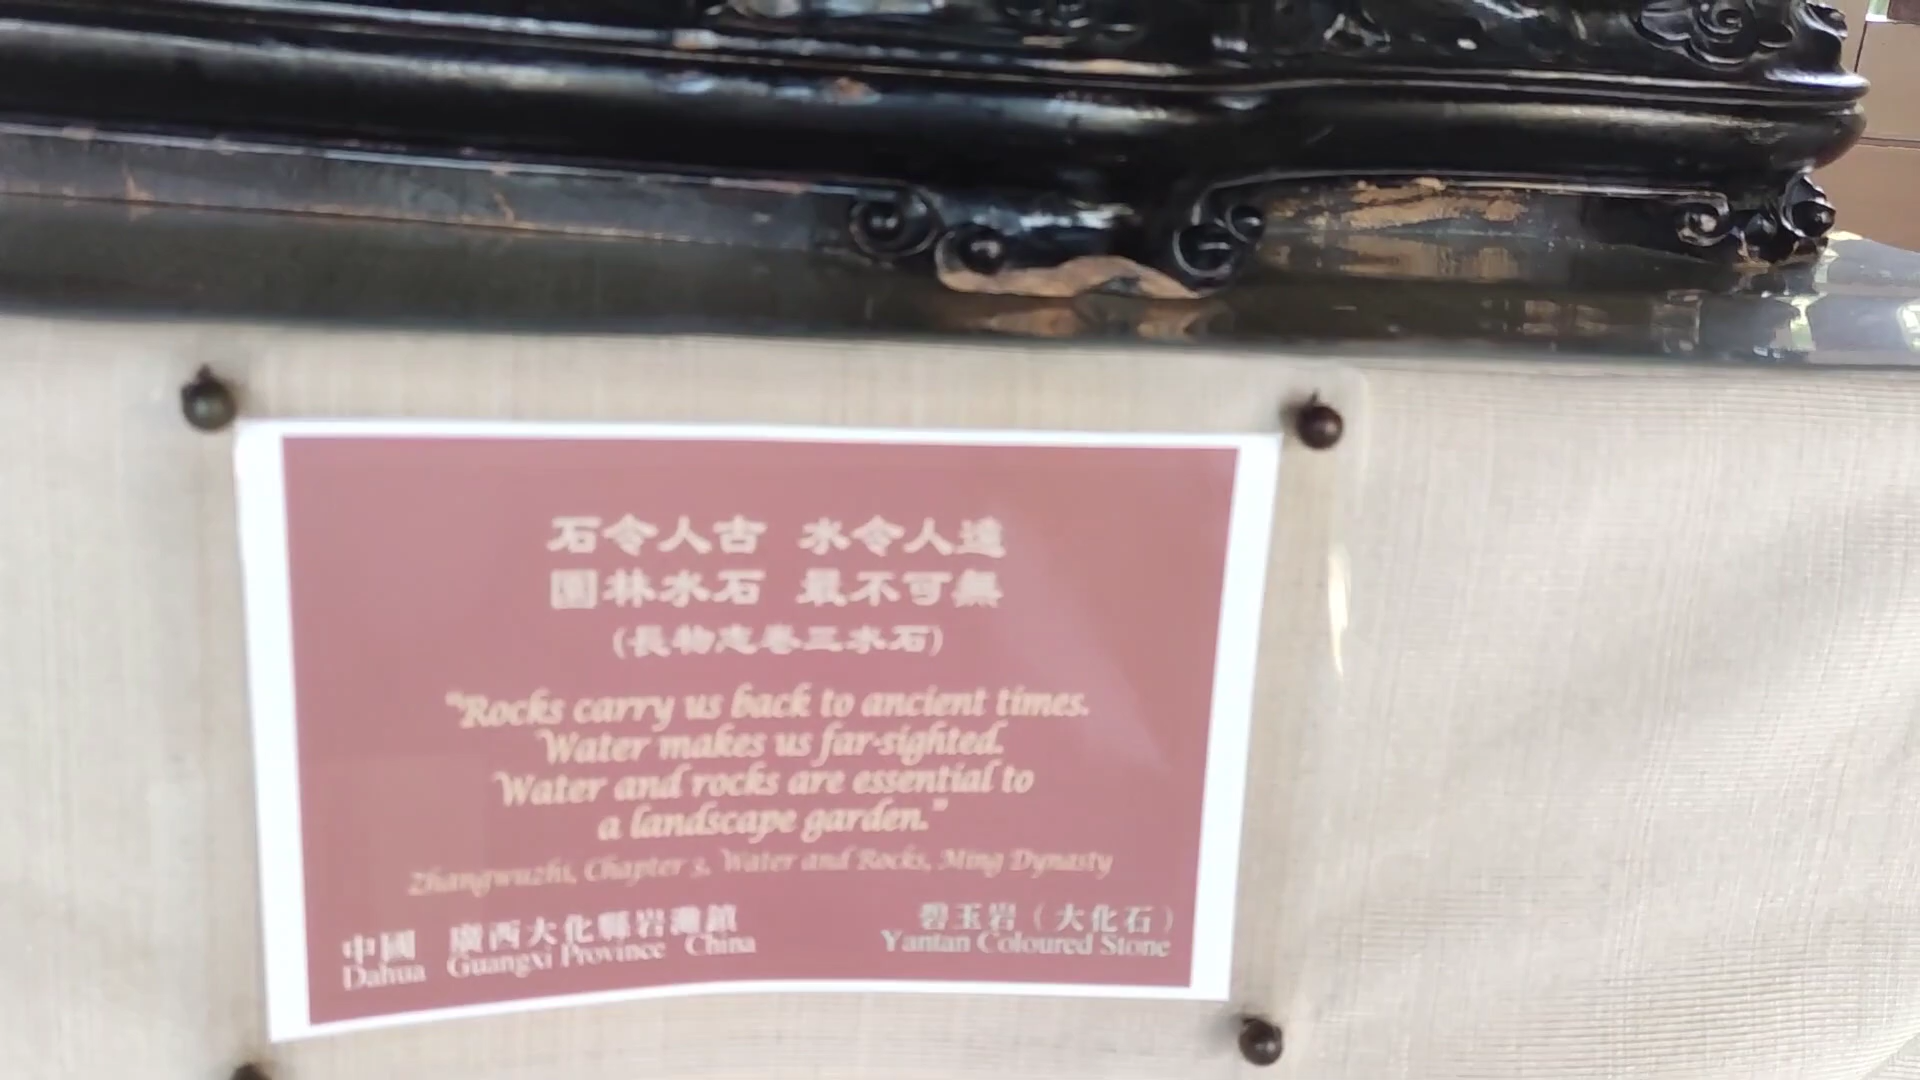 石令人古 水令人遠
園林水石 最不可無
(長物志卷三水石)
"Rocks carry us back to ancient times.
Water makes us far-sighted.
Water and rocks are essential to
a landscape garden."
Zhangwuzhi, Chapter 3, Water and Rocks, Ming Dynasty
中國 廣西大化縣岩灘鎮
Dahua Guangxi Province China
碧玉岩（大化石）
Yantan Coloured Stone